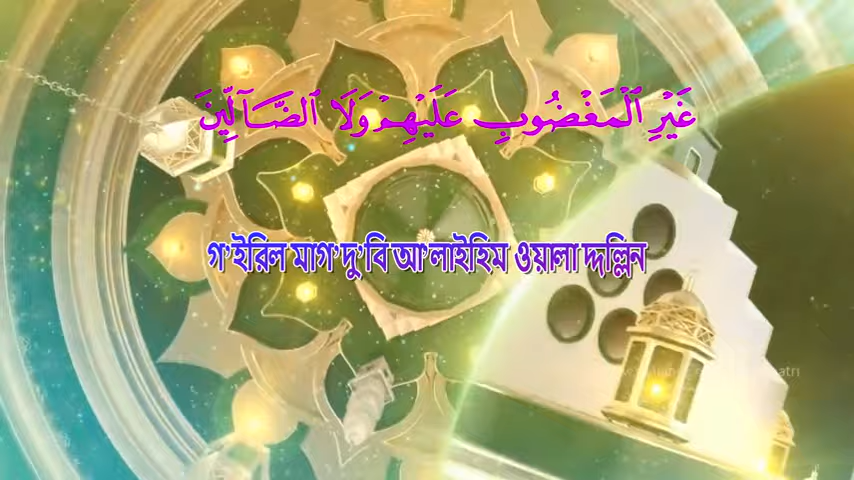 غَيْرِ ٱلْمَغْضُوبِ عَلَيْهِمْ وَلَا ٱلضَّآلِّينَ
গ’ইরিল মাগ’দু’বি আ’লাইহিম ওয়ালা দ্দল্লিন